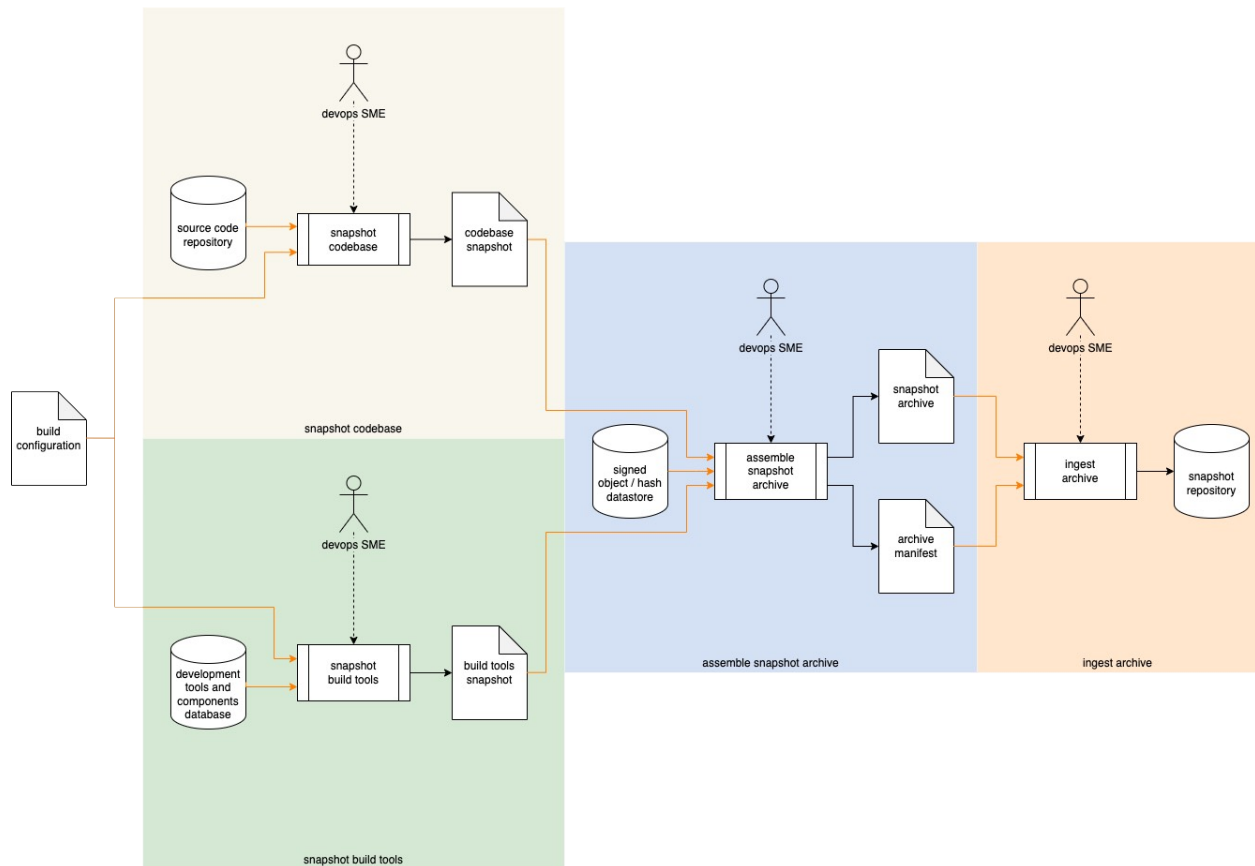 devops SME
source code
repository
snapshot
codebase
codebase
snapshot
snapshot codebase
build
configuration
devops SME
development
tools and
components
database
snapshot
build tools
build tools
snapshot
snapshot build tools
devops SME
signed
object / hash
datastore
assemble
snapshot
archive
snapshot
archive
archive
manifest
assemble snapshot archive
devops SME
ingest
archive
snapshot
repository
ingest archive